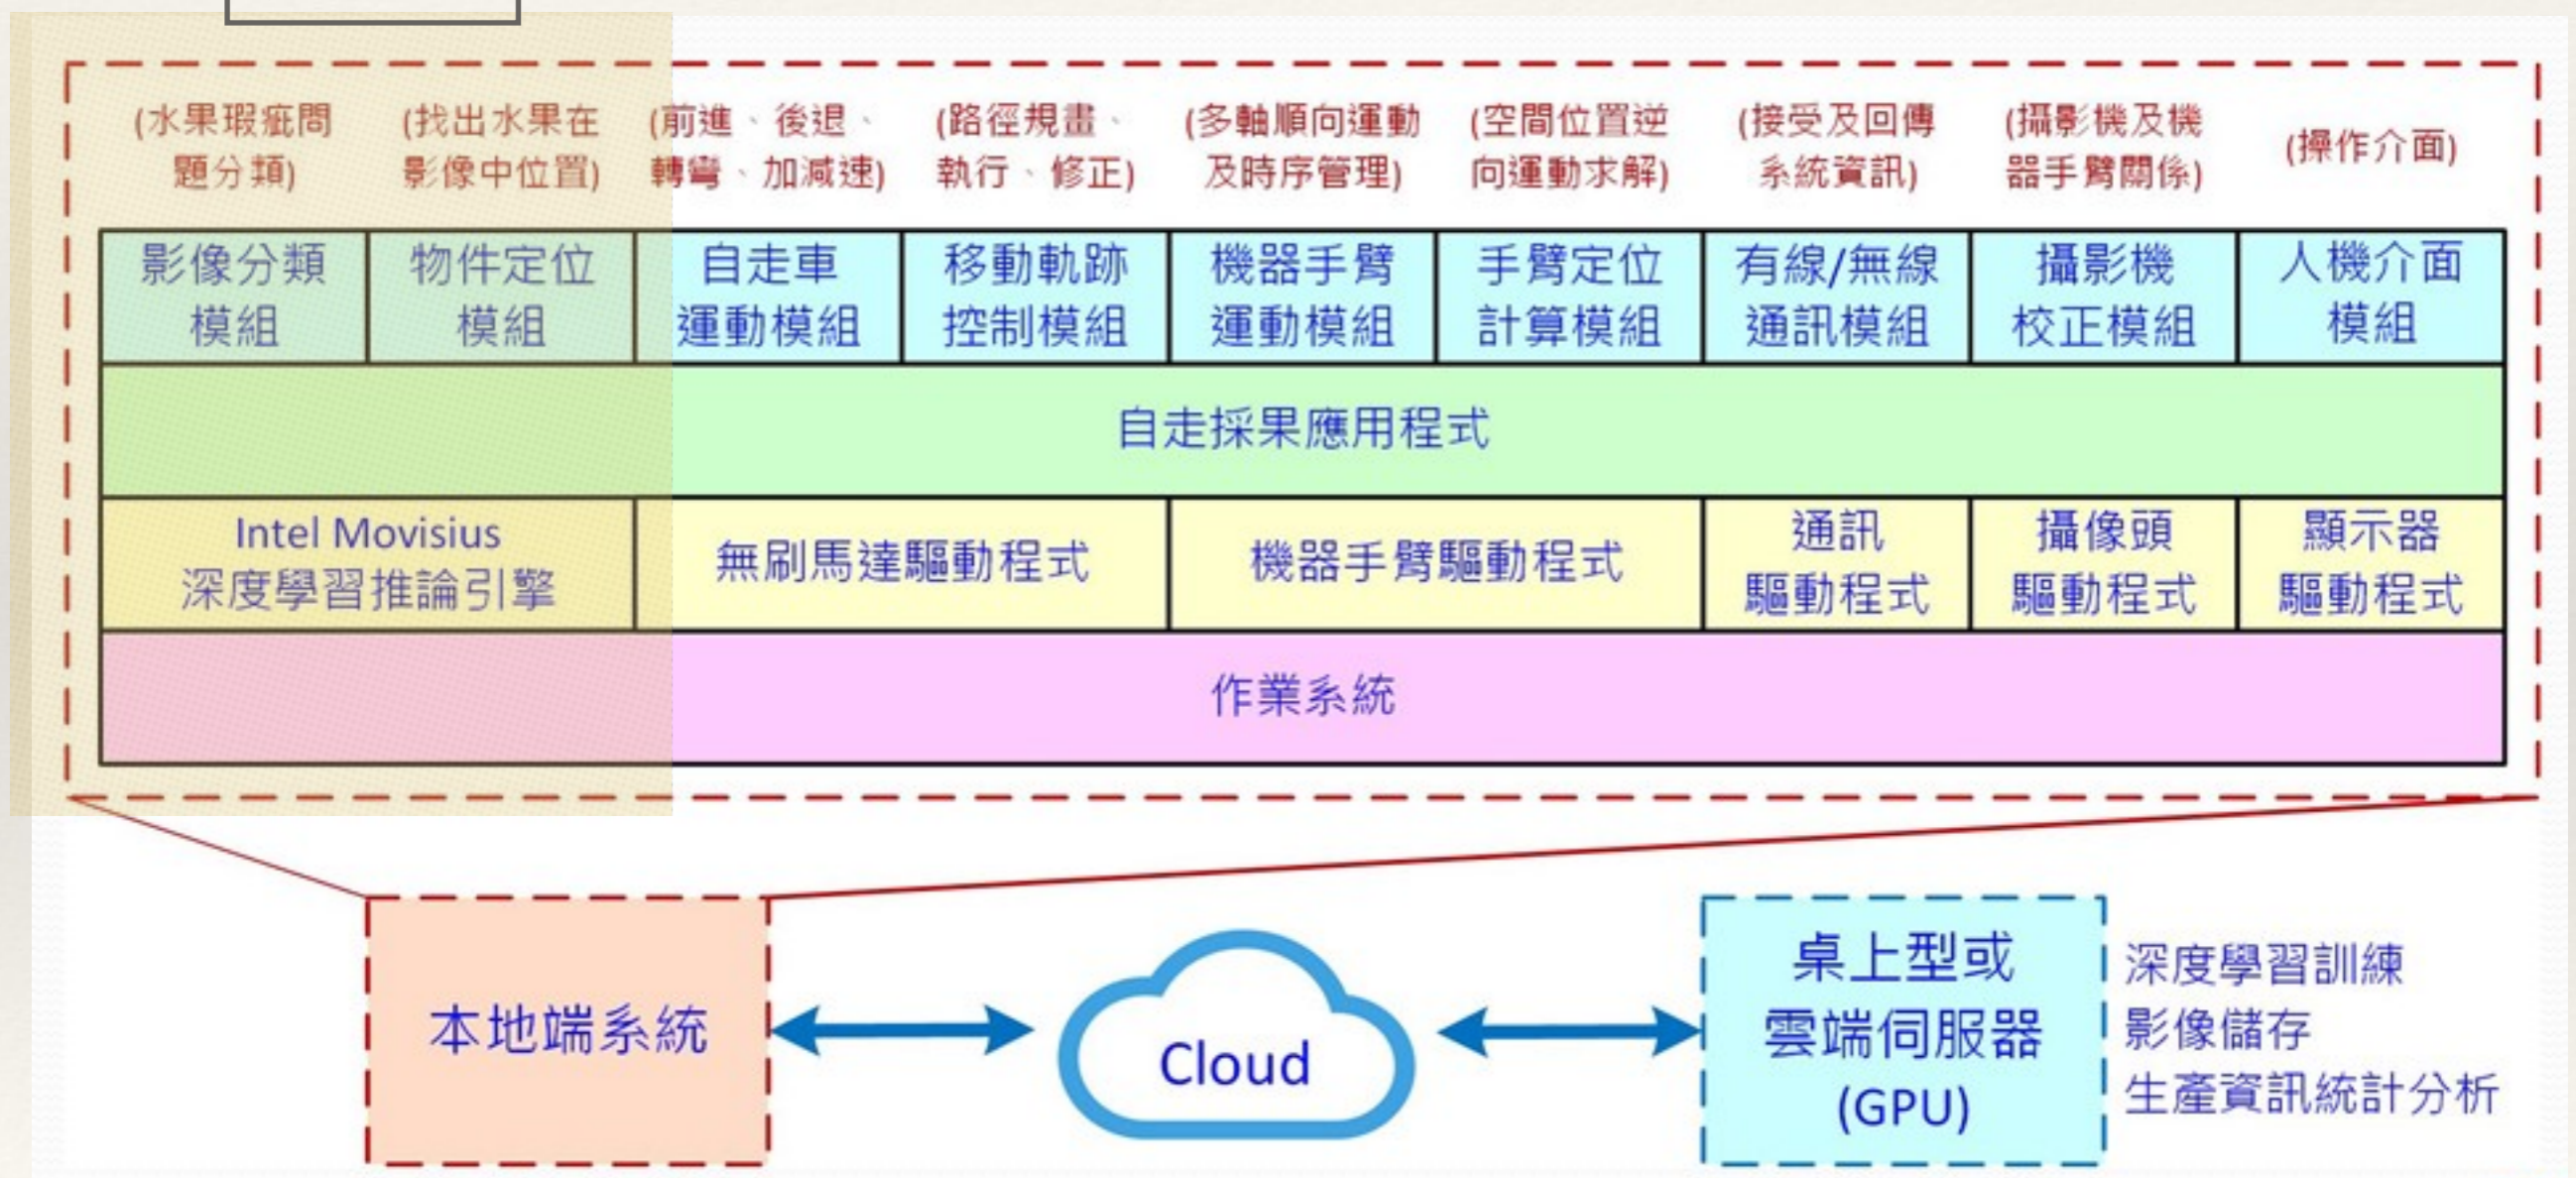 (水果瑕疵問
題分類)
(找出水果在
影像中位置)
(前進、後退、
轉彎、加減速)
(路徑規畫、
執行、修正)
(多軸順向運動
及時序管理)
(空間位置逆
向運動求解)
(接受及回傳
系統資訊)
(攝影機及機
器手臂關係)
(操作介面)
影像分類
模組
物件定位
模組
自走車
運動模組
移動軌跡
控制模組
機器手臂
運動模組
手臂定位
計算模組
有線/無線
通訊模組
攝影機
校正模組
人機介面
模組
自走採果應用程式
Intel Movisius
深度學習推論引擎
無刷馬達驅動程式
機器手臂驅動程式
通訊
驅動程式
攝像頭
驅動程式
顯示器
驅動程式
作業系統
本地端系統
Cloud
桌上型或
雲端伺服器
(GPU)
深度學習訓練
影像儲存
生產資訊統計分析